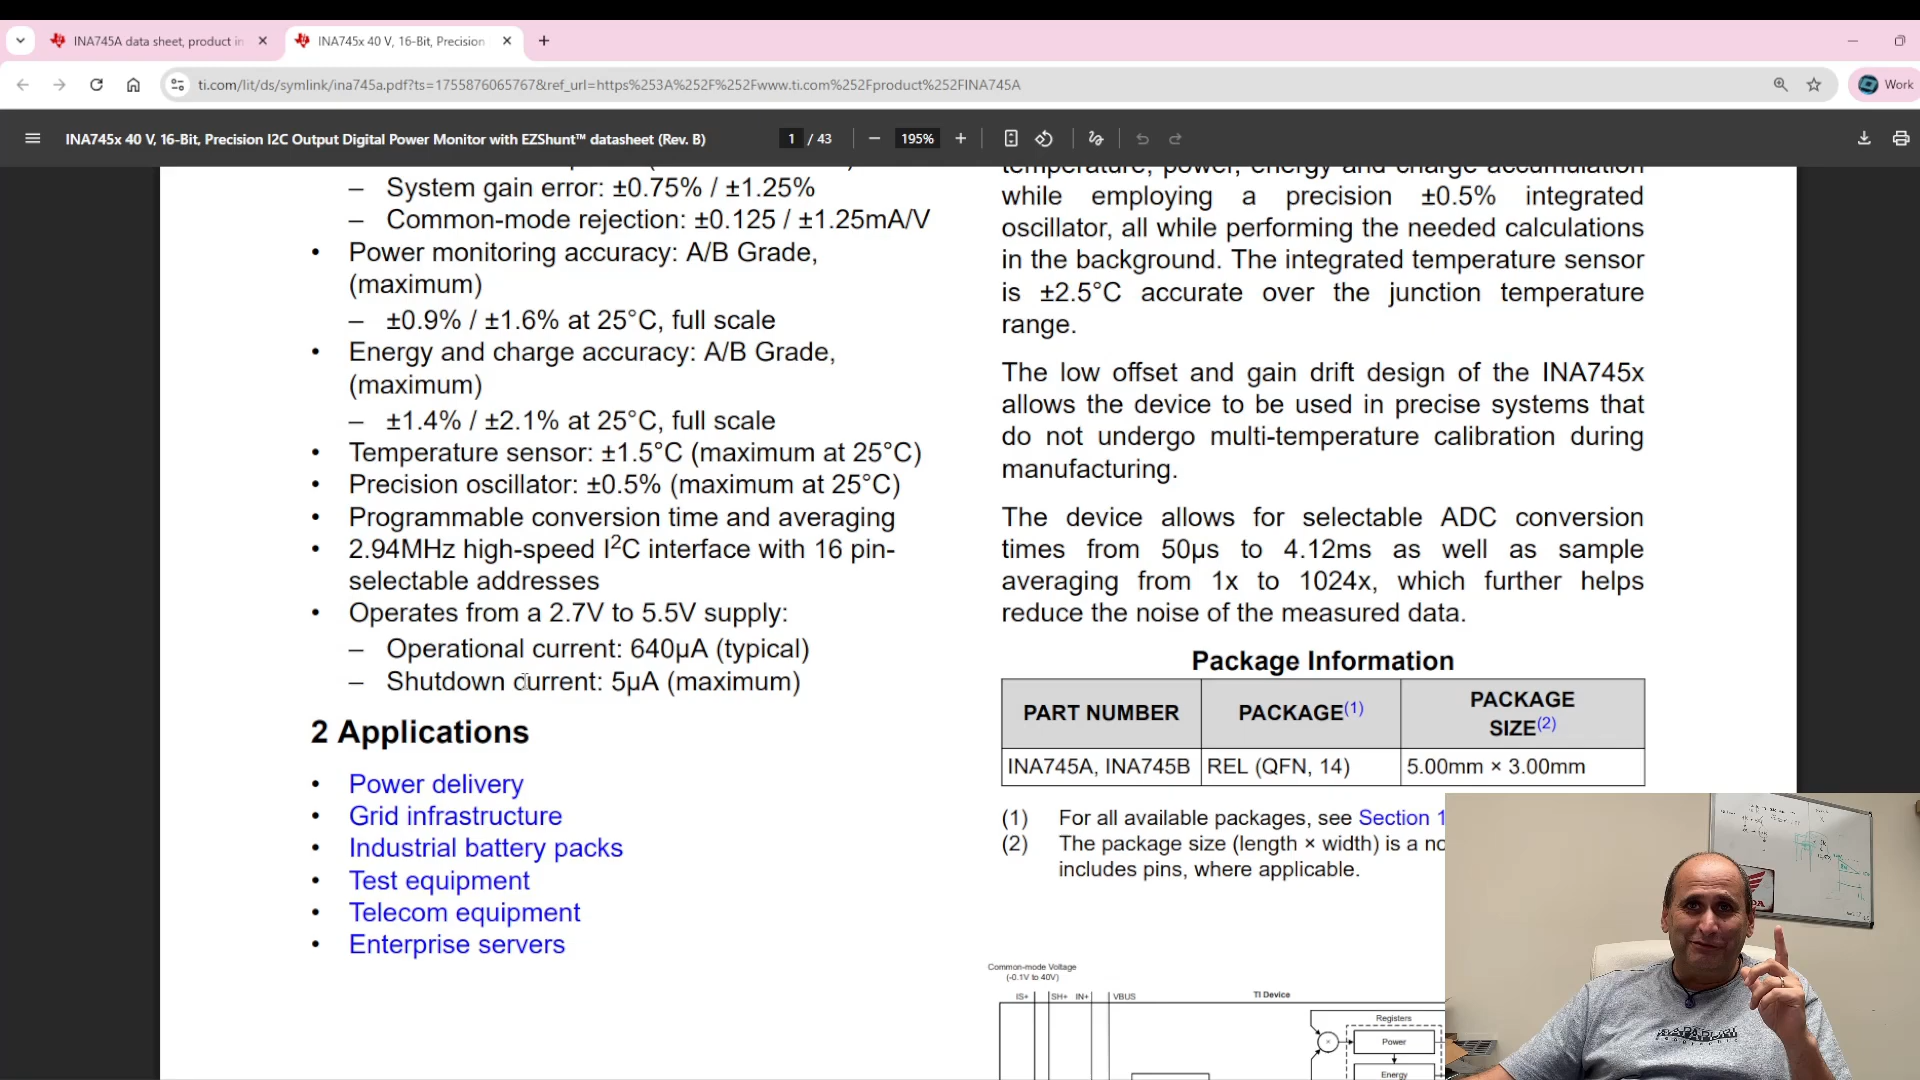 INA745A data sheet, product in
INA745x 40 V, 16-Bit, Precision
ti.com/lit/ds/symlink/ina745a.pdf?ts=1755876065767&ref_url=https%253A%252F%252Fwww.ti.com%252Fproduct%252FINA745A
Work
INA745x 40 V, 16-Bit, Precision I2C Output Digital Power Monitor with EZShunt™ datasheet (Rev. B)
1 / 43
195%
– System gain error: ±0.75% / ±1.25%
– Common-mode rejection: ±0.125 / ±1.25mA/V
• Power monitoring accuracy: A/B Grade,
(maximum)
– ±0.9% / ±1.6% at 25°C, full scale
• Energy and charge accuracy: A/B Grade,
(maximum)
– ±1.4% / ±2.1% at 25°C, full scale
• Temperature sensor: ±1.5°C (maximum at 25°C)
• Precision oscillator: ±0.5% (maximum at 25°C)
• Programmable conversion time and averaging
• 2.94MHz high-speed I2C interface with 16 pin-
selectable addresses
• Operates from a 2.7V to 5.5V supply:
– Operational current: 640µA (typical)
– Shutdown current: 5µA (maximum)
2 Applications
• Power delivery
• Grid infrastructure
• Industrial battery packs
• Test equipment
• Telecom equipment
• Enterprise servers
temperature, power, energy and charge accumulation
while employing a precision ±0.5% integrated
oscillator, all while performing the needed calculations
in the background. The integrated temperature sensor
is ±2.5°C accurate over the junction temperature
range.
The low offset and gain drift design of the INA745x
allows the device to be used in precise systems that
do not undergo multi-temperature calibration during
manufacturing.
The device allows for selectable ADC conversion
times from 50µs to 4.12ms as well as sample
averaging from 1x to 1024x, which further helps
reduce the noise of the measured data.
Package Information
PART NUMBER PACKAGE(1) PACKAGE
SIZE(2)
INA745A, INA745B REL (QFN, 14) 5.00mm × 3.00mm
(1) For all available packages, see Section 1
(2) The package size (length × width) is a no
includes pins, where applicable.
Common-mode Voltage
(-0.1V to 40V)
IS+ SH+ IN+ VBUS TI Device
Registers
Power
Energy